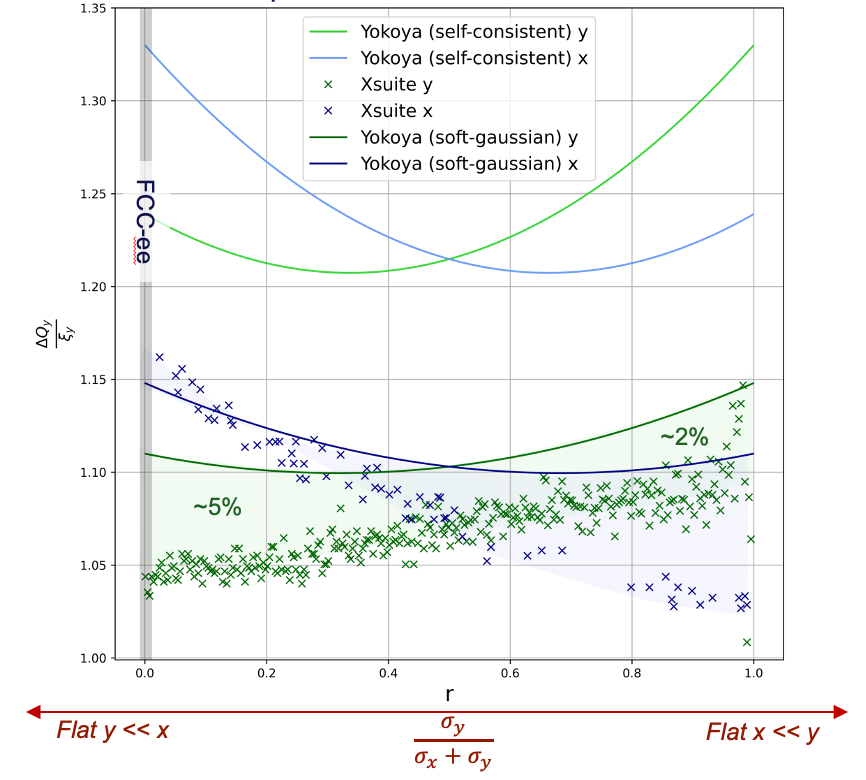 Yokoya (self-consistent) y
Yokoya (self-consistent) x
Xsuite y
Xsuite x
Yokoya (soft-gaussian) y
Yokoya (soft-gaussian) x
1.35
1.30
1.25
1.20
1.15
1.10
1.05
1.00
ΔQy
ξy
FCC-ee
~5%
~2%
0.0 0.2 0.4 0.6 0.8 1.0
r
Flat y << x
σy
σx + σy
Flat x << y